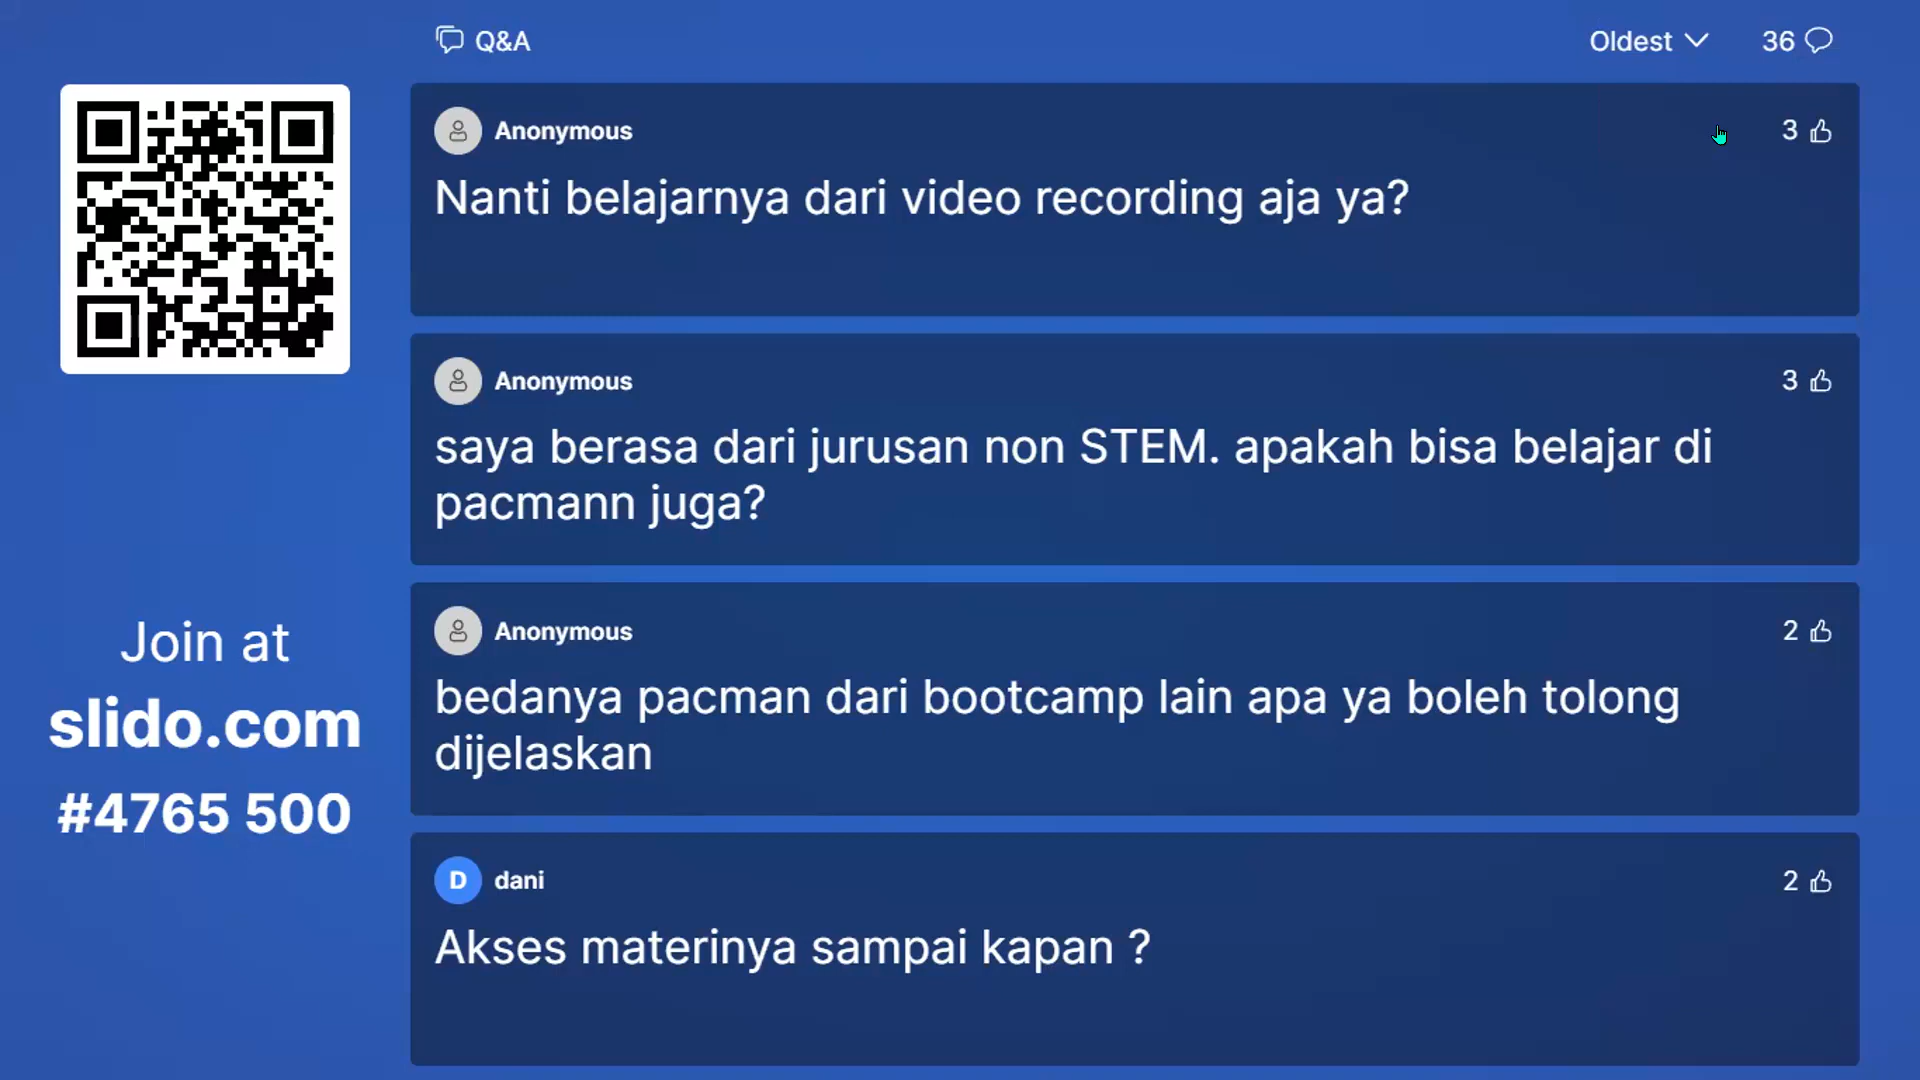 Q&A
Oldest
36
Anonymous
3
Nanti belajarnya dari video recording aja ya?
Anonymous
3
saya berasa dari jurusan non STEM. apakah bisa belajar di
pacmann juga?
Anonymous
2
bedanya pacman dari bootcamp lain apa ya boleh tolong
dijelaskan
D
dani
2
Akses materinya sampai kapan ?
Join at
slido.com
#4765 500